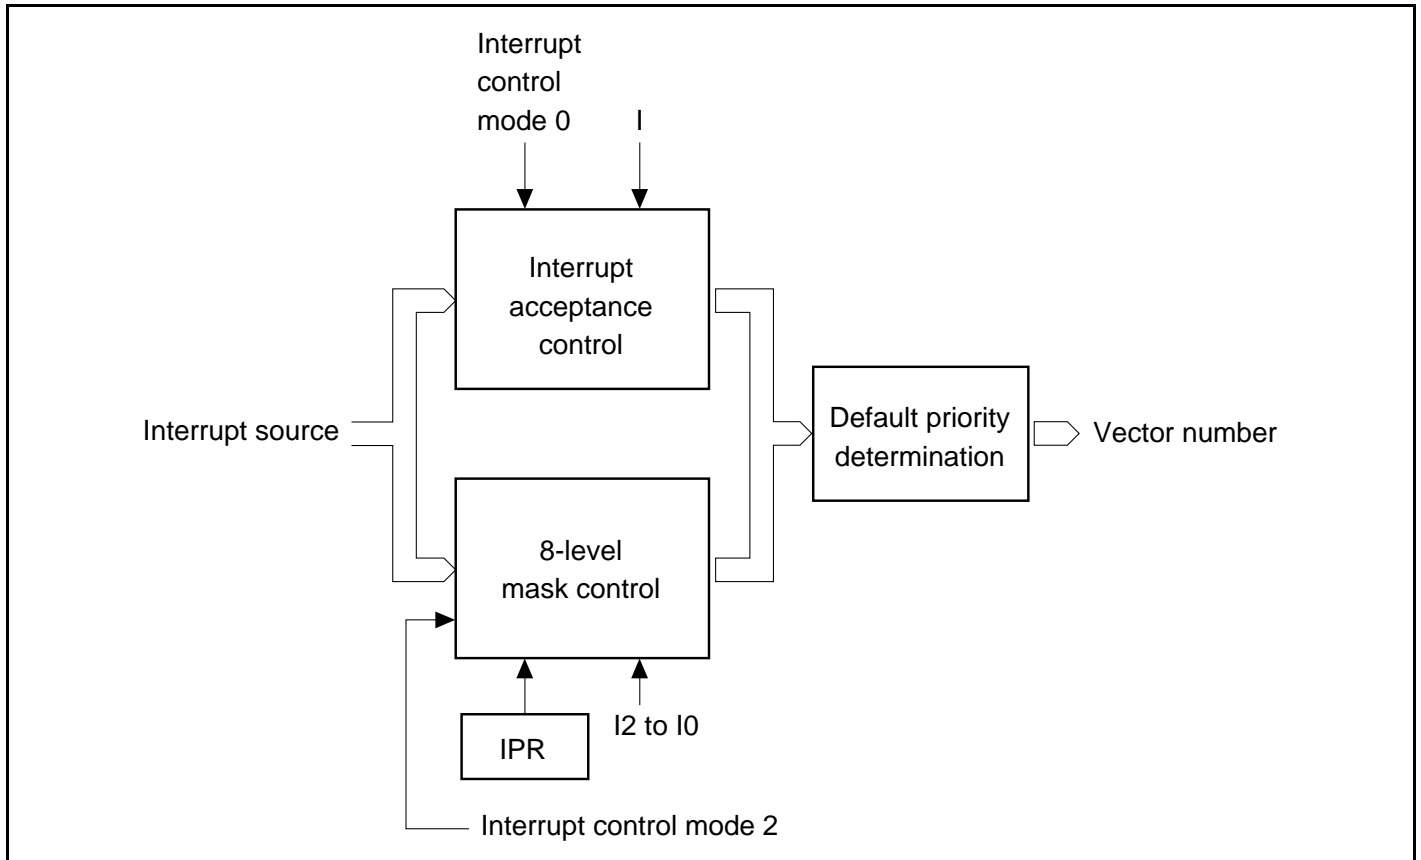 Interrupt
control
mode 0
I
Interrupt
acceptance
control
Interrupt source
Default priority
determination
Vector number
8-level
mask control
IPR
I2 to I0
Interrupt control mode 2